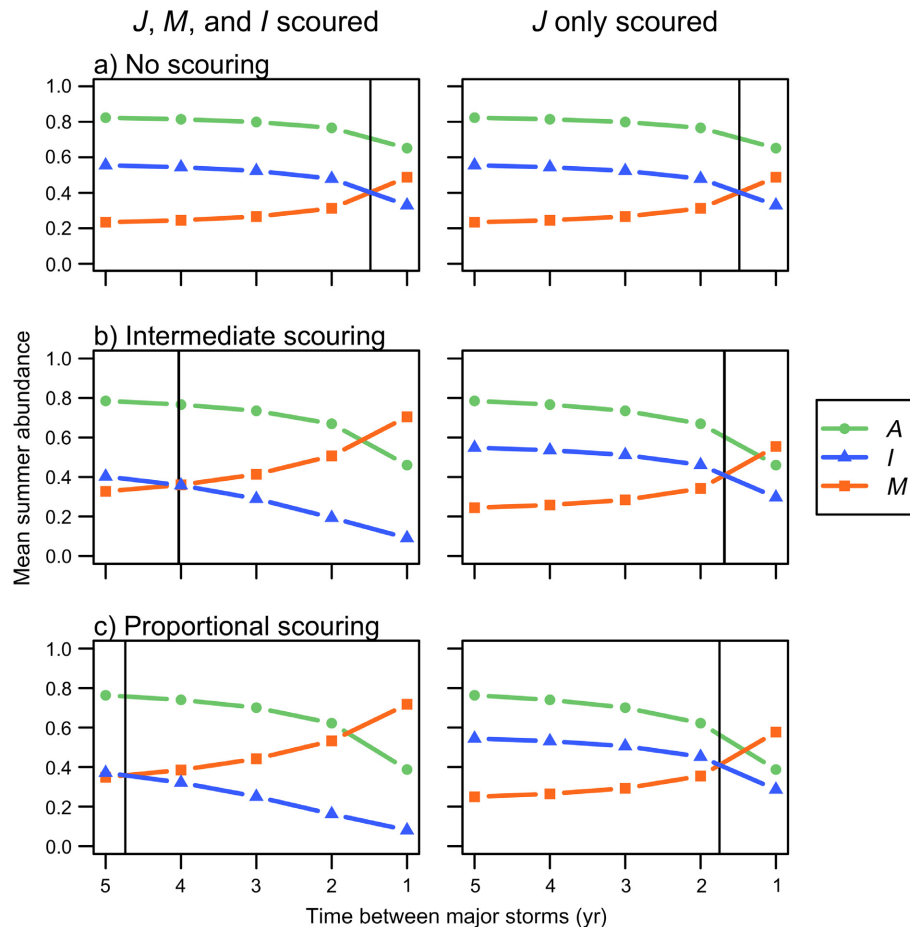 J, M, and I scoured
J only scoured
a) No scouring
1.0
0.8
0.6
0.4
0.2
0.0
b) Intermediate scouring
1.0
0.8
0.6
0.4
0.2
0.0
c) Proportional scouring
1.0
0.8
0.6
0.4
0.2
0.0
5 4 3 2 1
5 4 3 2 1
Mean summer abundance
Time between major storms (yr)
A
I
M